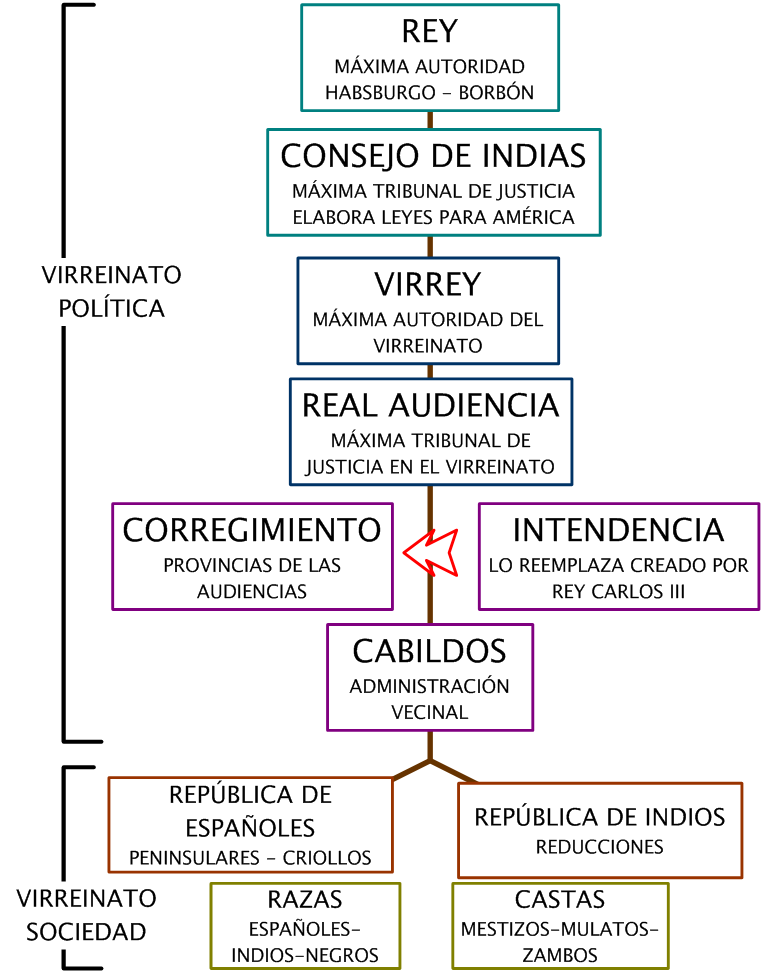 REY
MÁXIMA AUTORIDAD
HABSBURGO - BORBÓN
CONSEJO DE INDIAS
MÁXIMA TRIBUNAL DE JUSTICIA
ELABORA LEYES PARA AMÉRICA
VIRREINATO
POLÍTICA
VIRREY
MÁXIMA AUTORIDAD DEL
VIRREINATO
REAL AUDIENCIA
MÁXIMA TRIBUNAL DE
JUSTICIA EN EL VIRREINATO
CORREGIMIENTO
PROVINCIAS DE LAS
AUDIENCIAS
INTENDENCIA
LO REEMPLAZA CREADO POR
REY CARLOS III
CABILDOS
ADMINISTRACIÓN
VECINAL
REPÚBLICA DE
ESPAÑOLES
PENINSULARES - CRIOLLOS
REPÚBLICA DE INDIOS
REDUCCIONES
VIRREINATO
SOCIEDAD
RAZAS
ESPAÑOLES-
INDIOS-NEGROS
CASTAS
MESTIZOS-MULATOS-
ZAMBOS